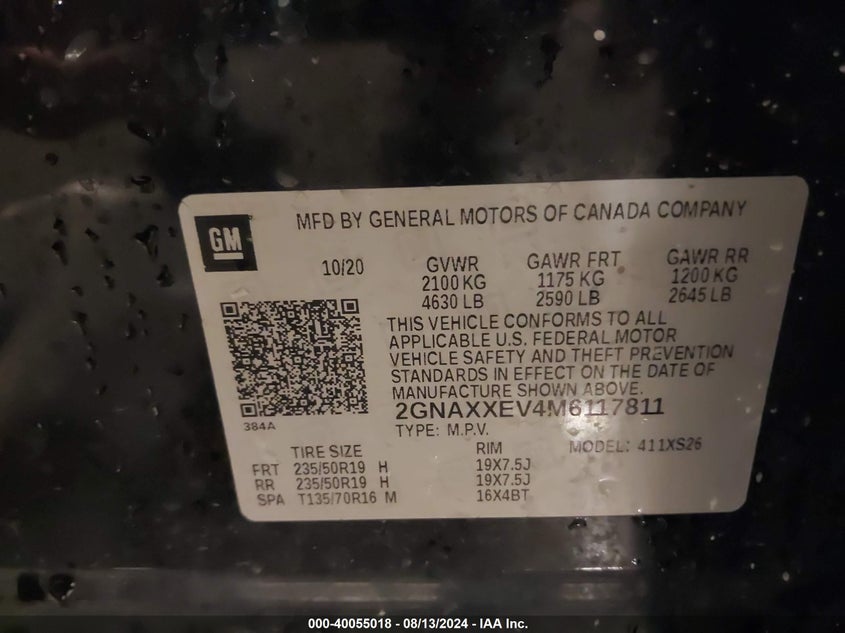 GM
MFD BY GENERAL MOTORS OF CANADA COMPANY
10/20
GVWR
2100 KG
4630 LB
GAWR FRT
1175 KG
2590 LB
GAWR RR
1200 KG
2645 LB
THIS VEHICLE CONFORMS TO ALL
APPLICABLE U.S. FEDERAL MOTOR
VEHICLE SAFETY AND THEFT PREVENTION
STANDARDS IN EFFECT ON THE DATE OF
MANUFACTURE SHOWN ABOVE.
2GNAXXEV4M6117811
384A
TYPE: M.P.V.
MODEL: 411XS26
TIRE SIZE RIM
FRT 235/50R19 H 19X7.5J
RR 235/50R19 H 19X7.5J
SPA T135/70R16 M 16X4BT
000-40055018 - 08/13/2024 - IAA Inc.